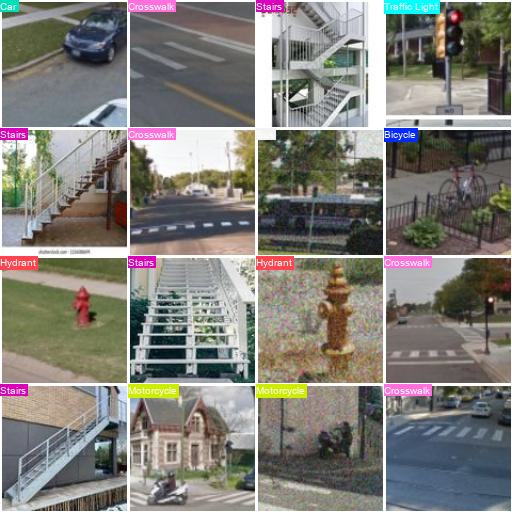 Car
Crosswalk
Stairs
Traffic Light
Stairs
Crosswalk
Bicycle
Hydrant
Stairs
Hydrant
Crosswalk
Stairs
Motorcycle
Motorcycle
Crosswalk